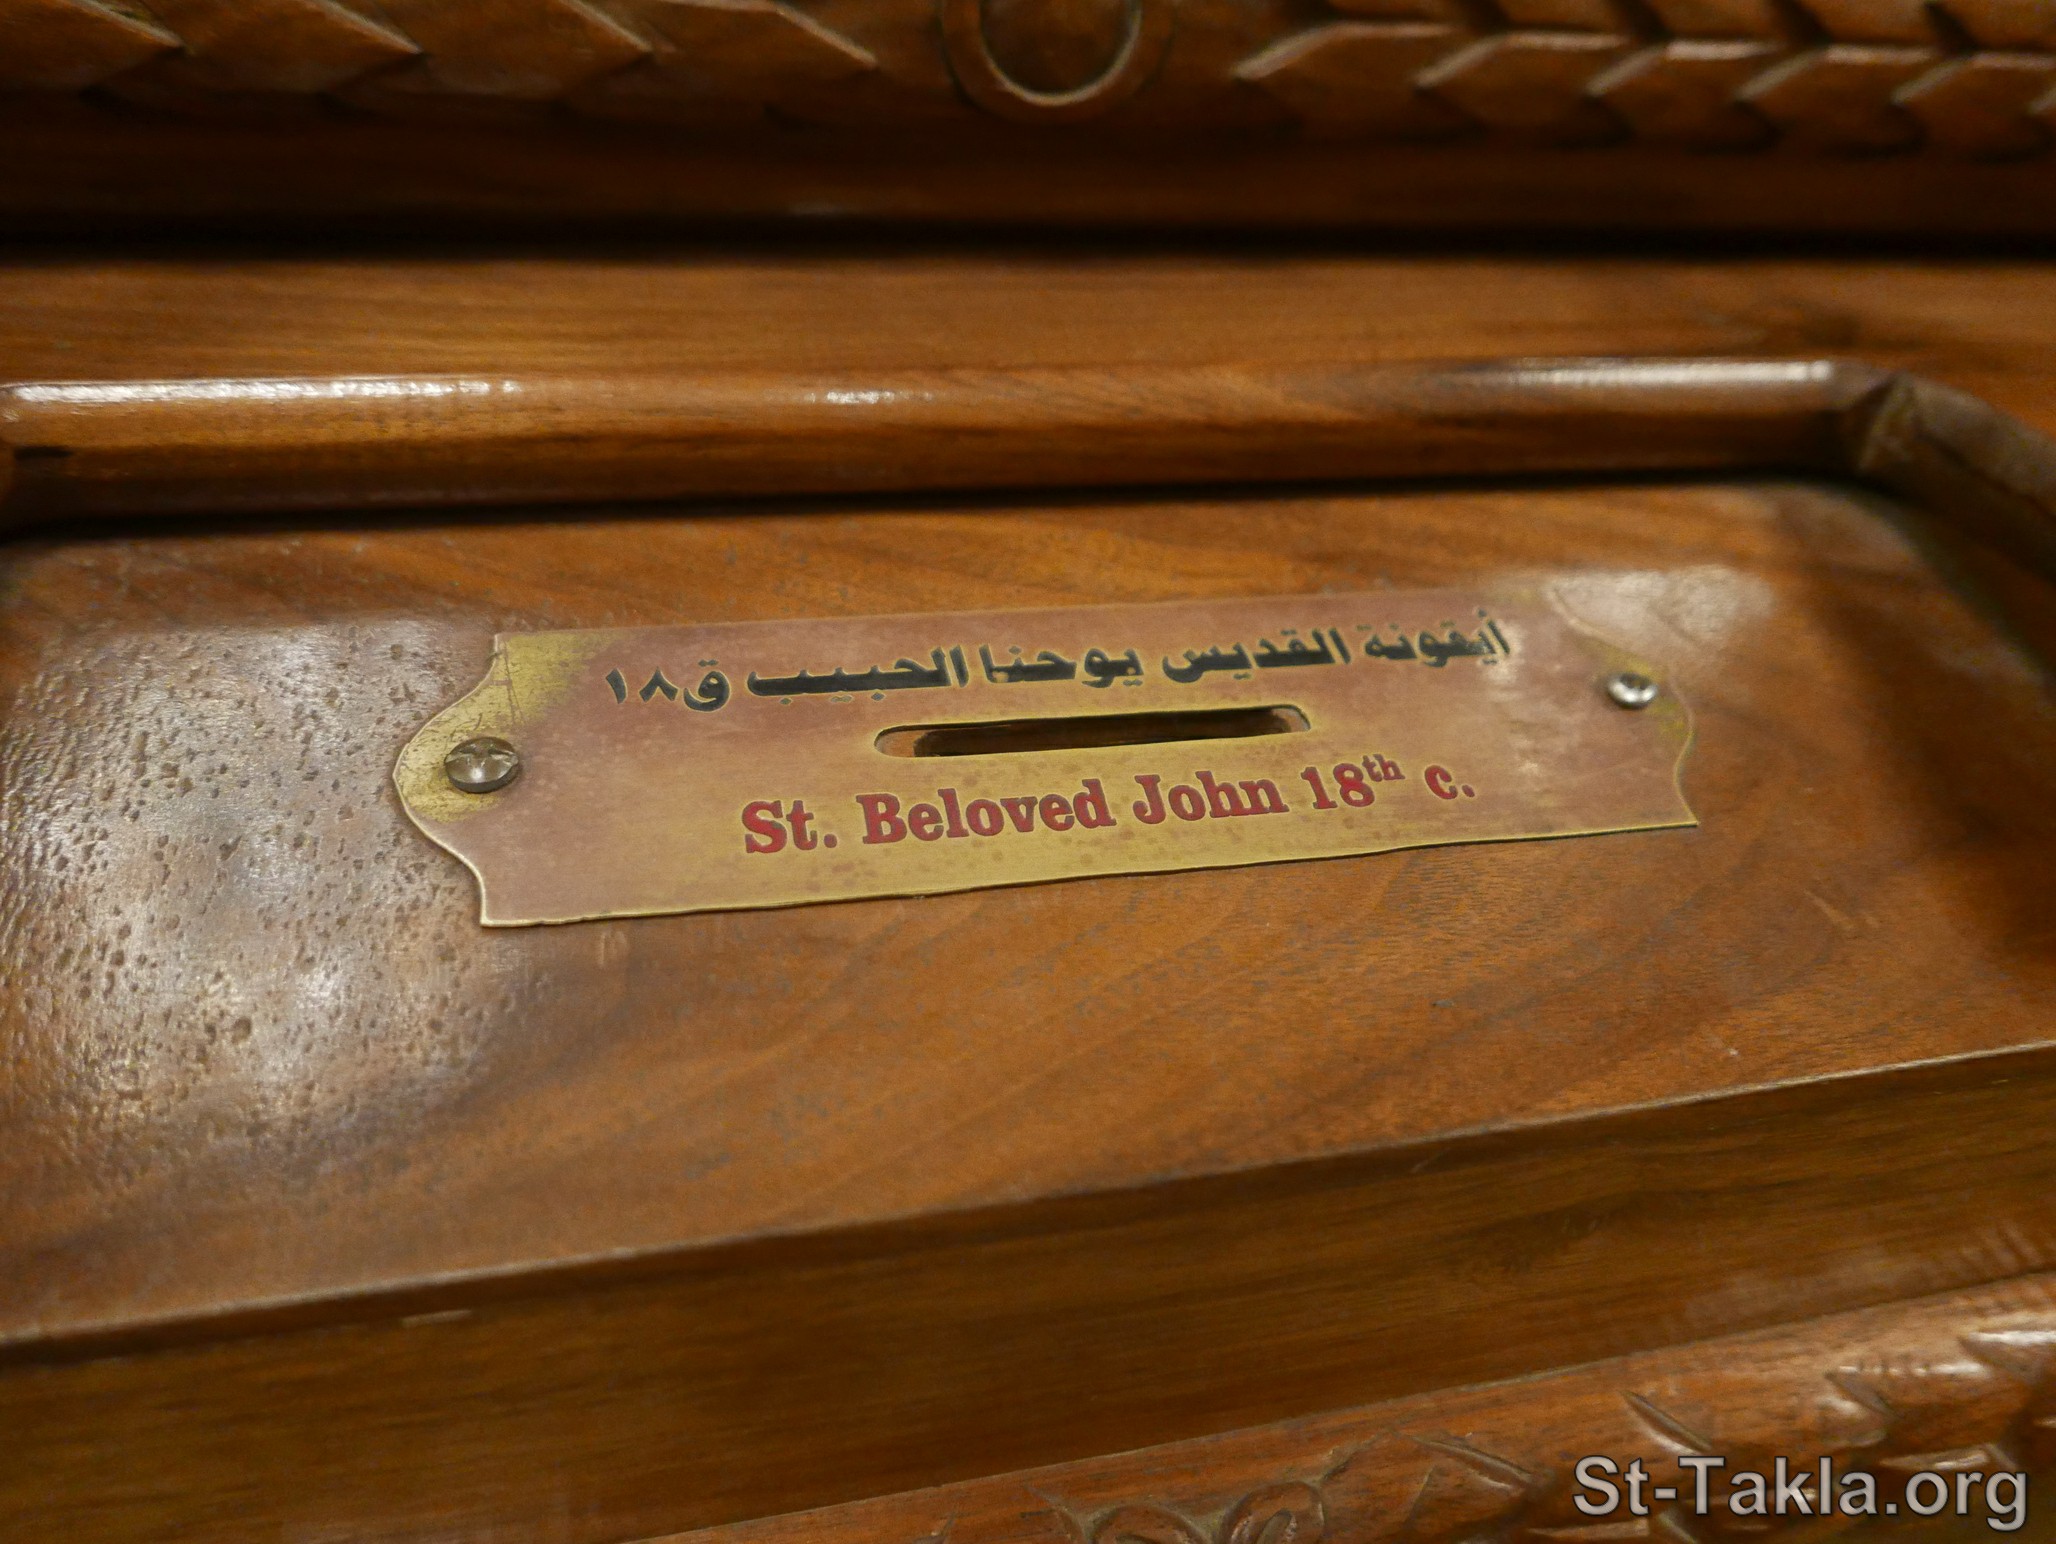 أيقونة القديس يوحنا الحبيب ق١٨
St. Beloved John 18th c.
St-Takla.org